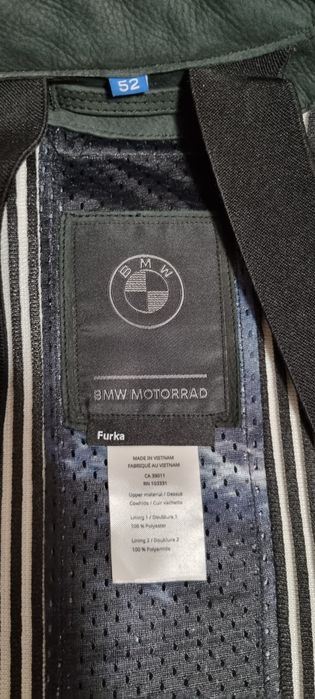 52
BMW
BMW MOTORRAD
Furka
MADE IN VIETNAM
FABRIQUÉ AU VIETNAM
CA 39011
RN 103331
Upper material / Dessus
Cowhide / Cuir vachette
Lining 1 / Doublure 1
100 % Polyester
Lining 2 / Doublure 2
100 % Polyamide